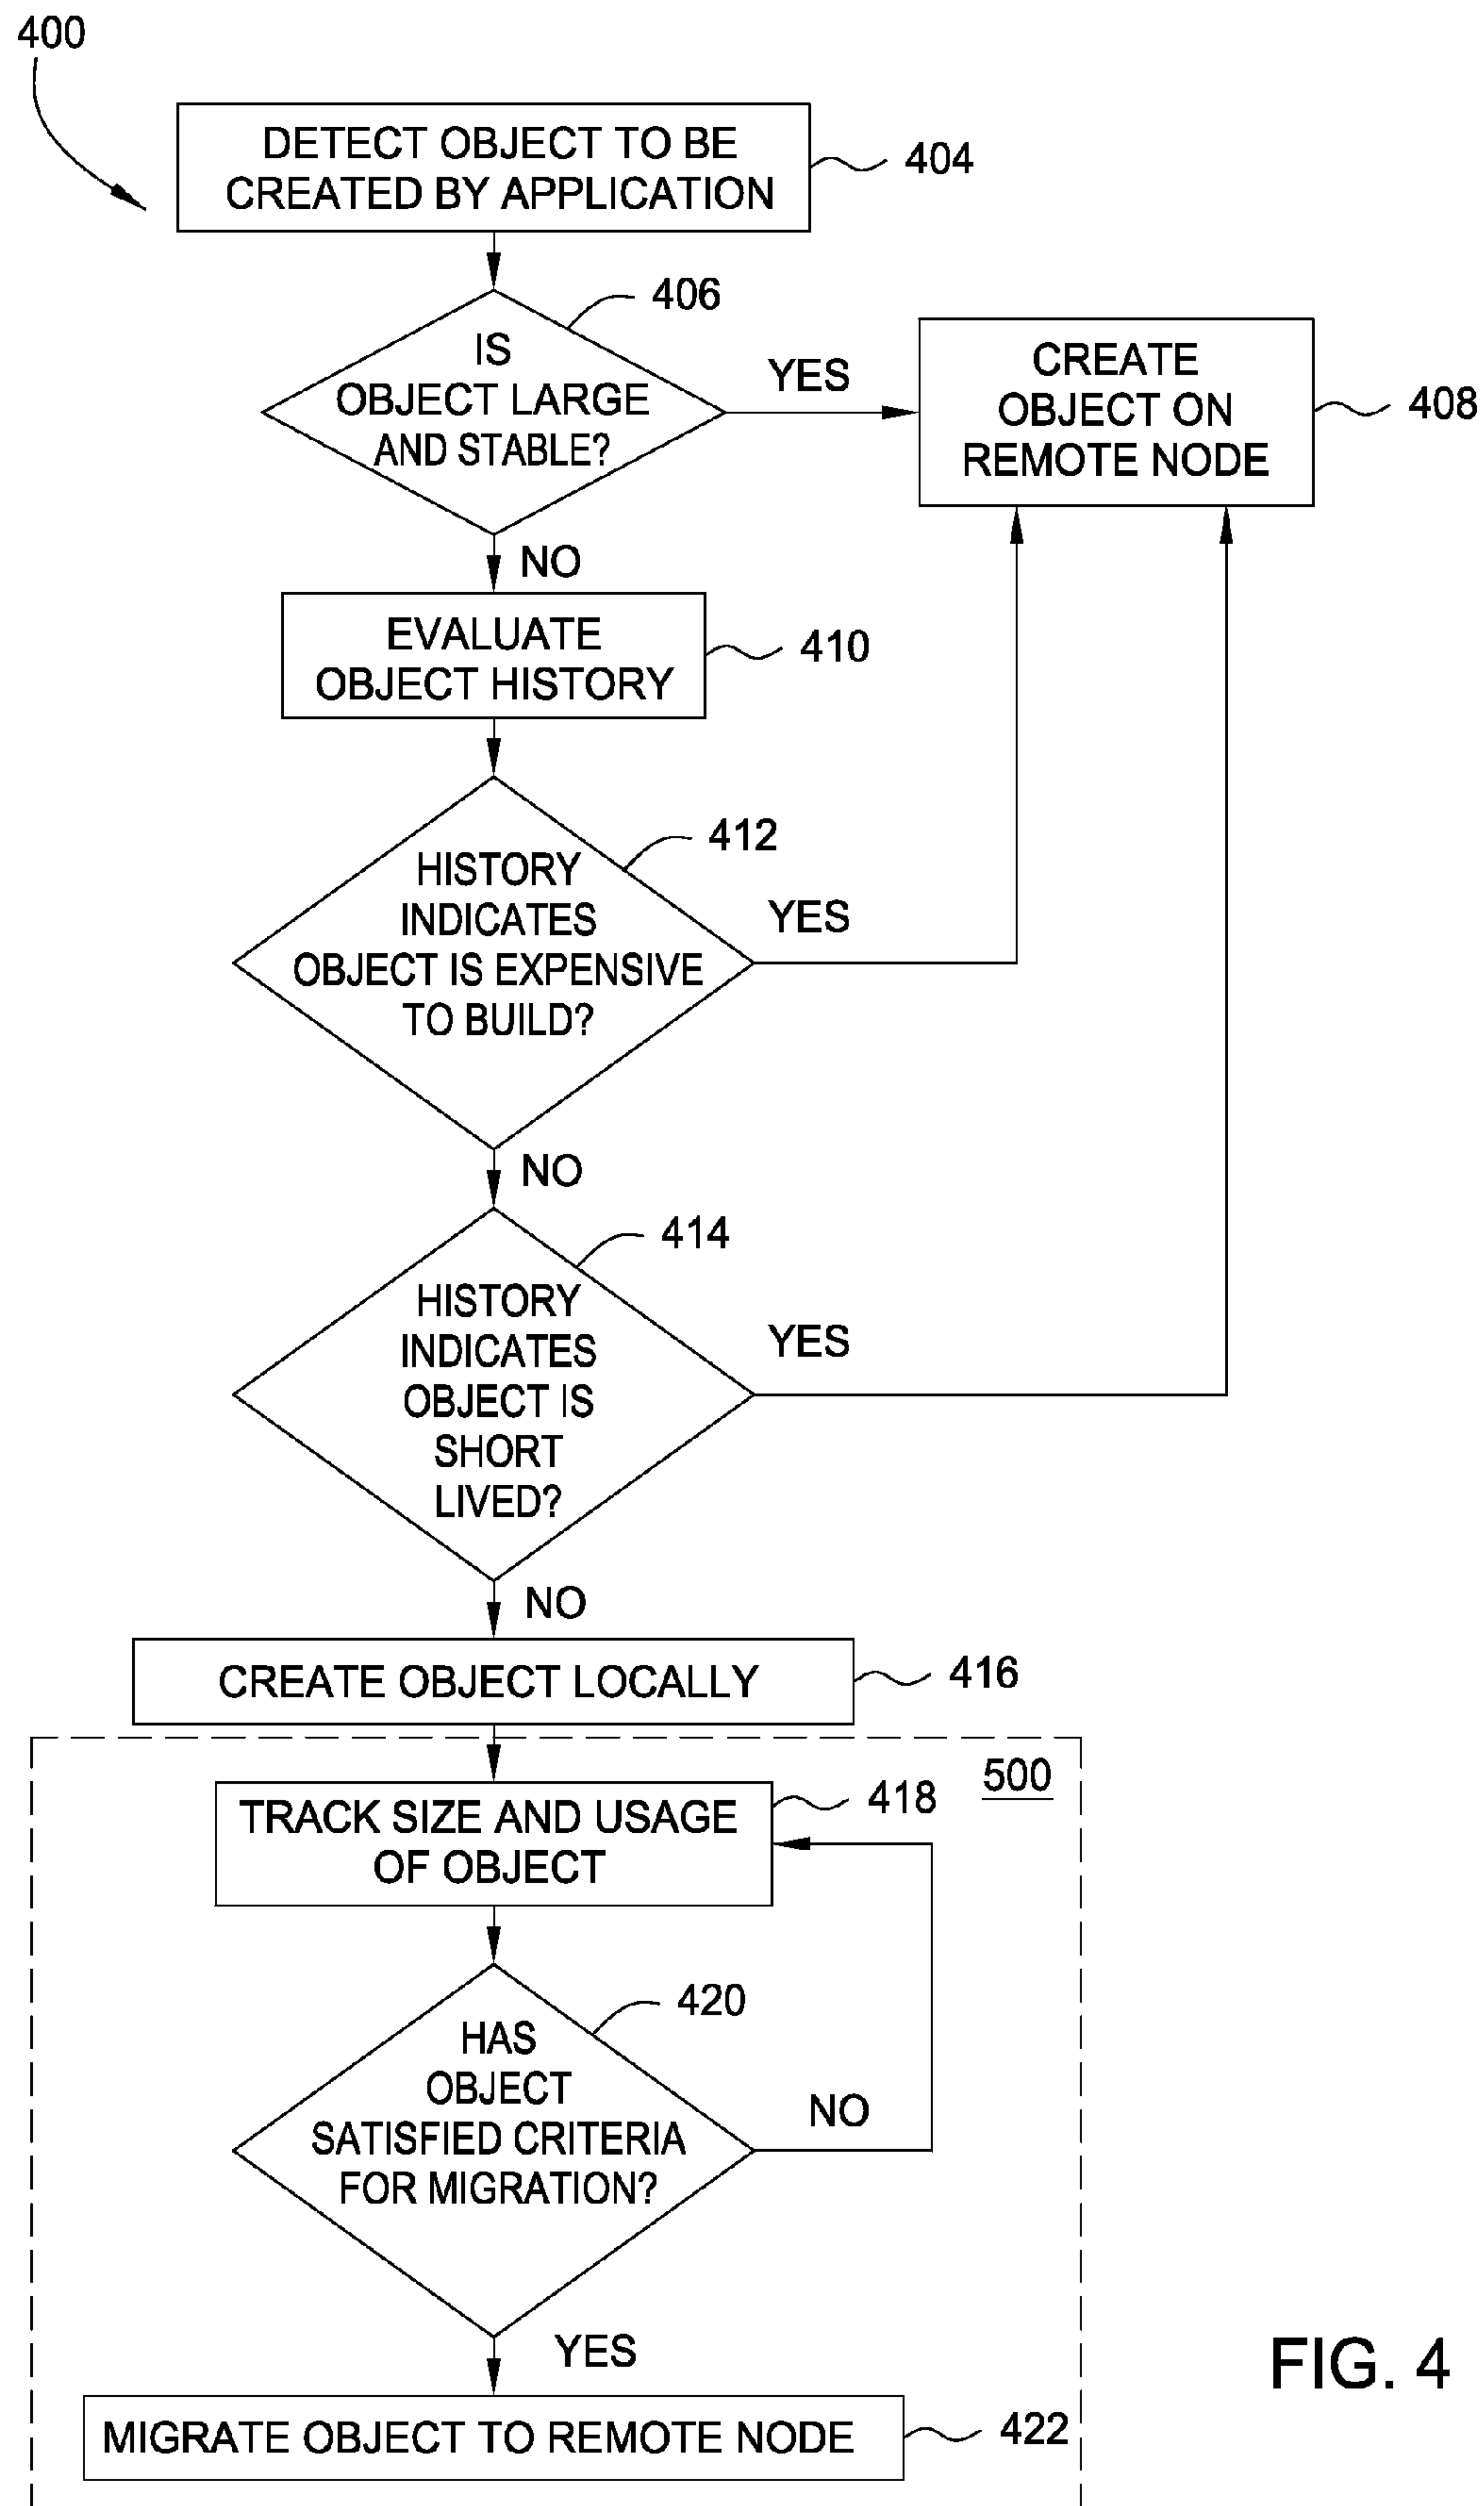 400
DETECT OBJECT TO BE
CREATED BY APPLICATION
404
406
IS
OBJECT LARGE
AND STABLE?
YES
CREATE
OBJECT ON
REMOTE NODE
408
NO
EVALUATE
OBJECT HISTORY
410
412
HISTORY
INDICATES
OBJECT IS EXPENSIVE
TO BUILD?
YES
NO
414
HISTORY
INDICATES
OBJECT IS
SHORT
LIVED?
YES
NO
CREATE OBJECT LOCALLY
416
500
TRACK SIZE AND USAGE
OF OBJECT
418
420
HAS
OBJECT
SATISFIED CRITERIA
FOR MIGRATION?
NO
YES
MIGRATE OBJECT TO REMOTE NODE
422
FIG. 4